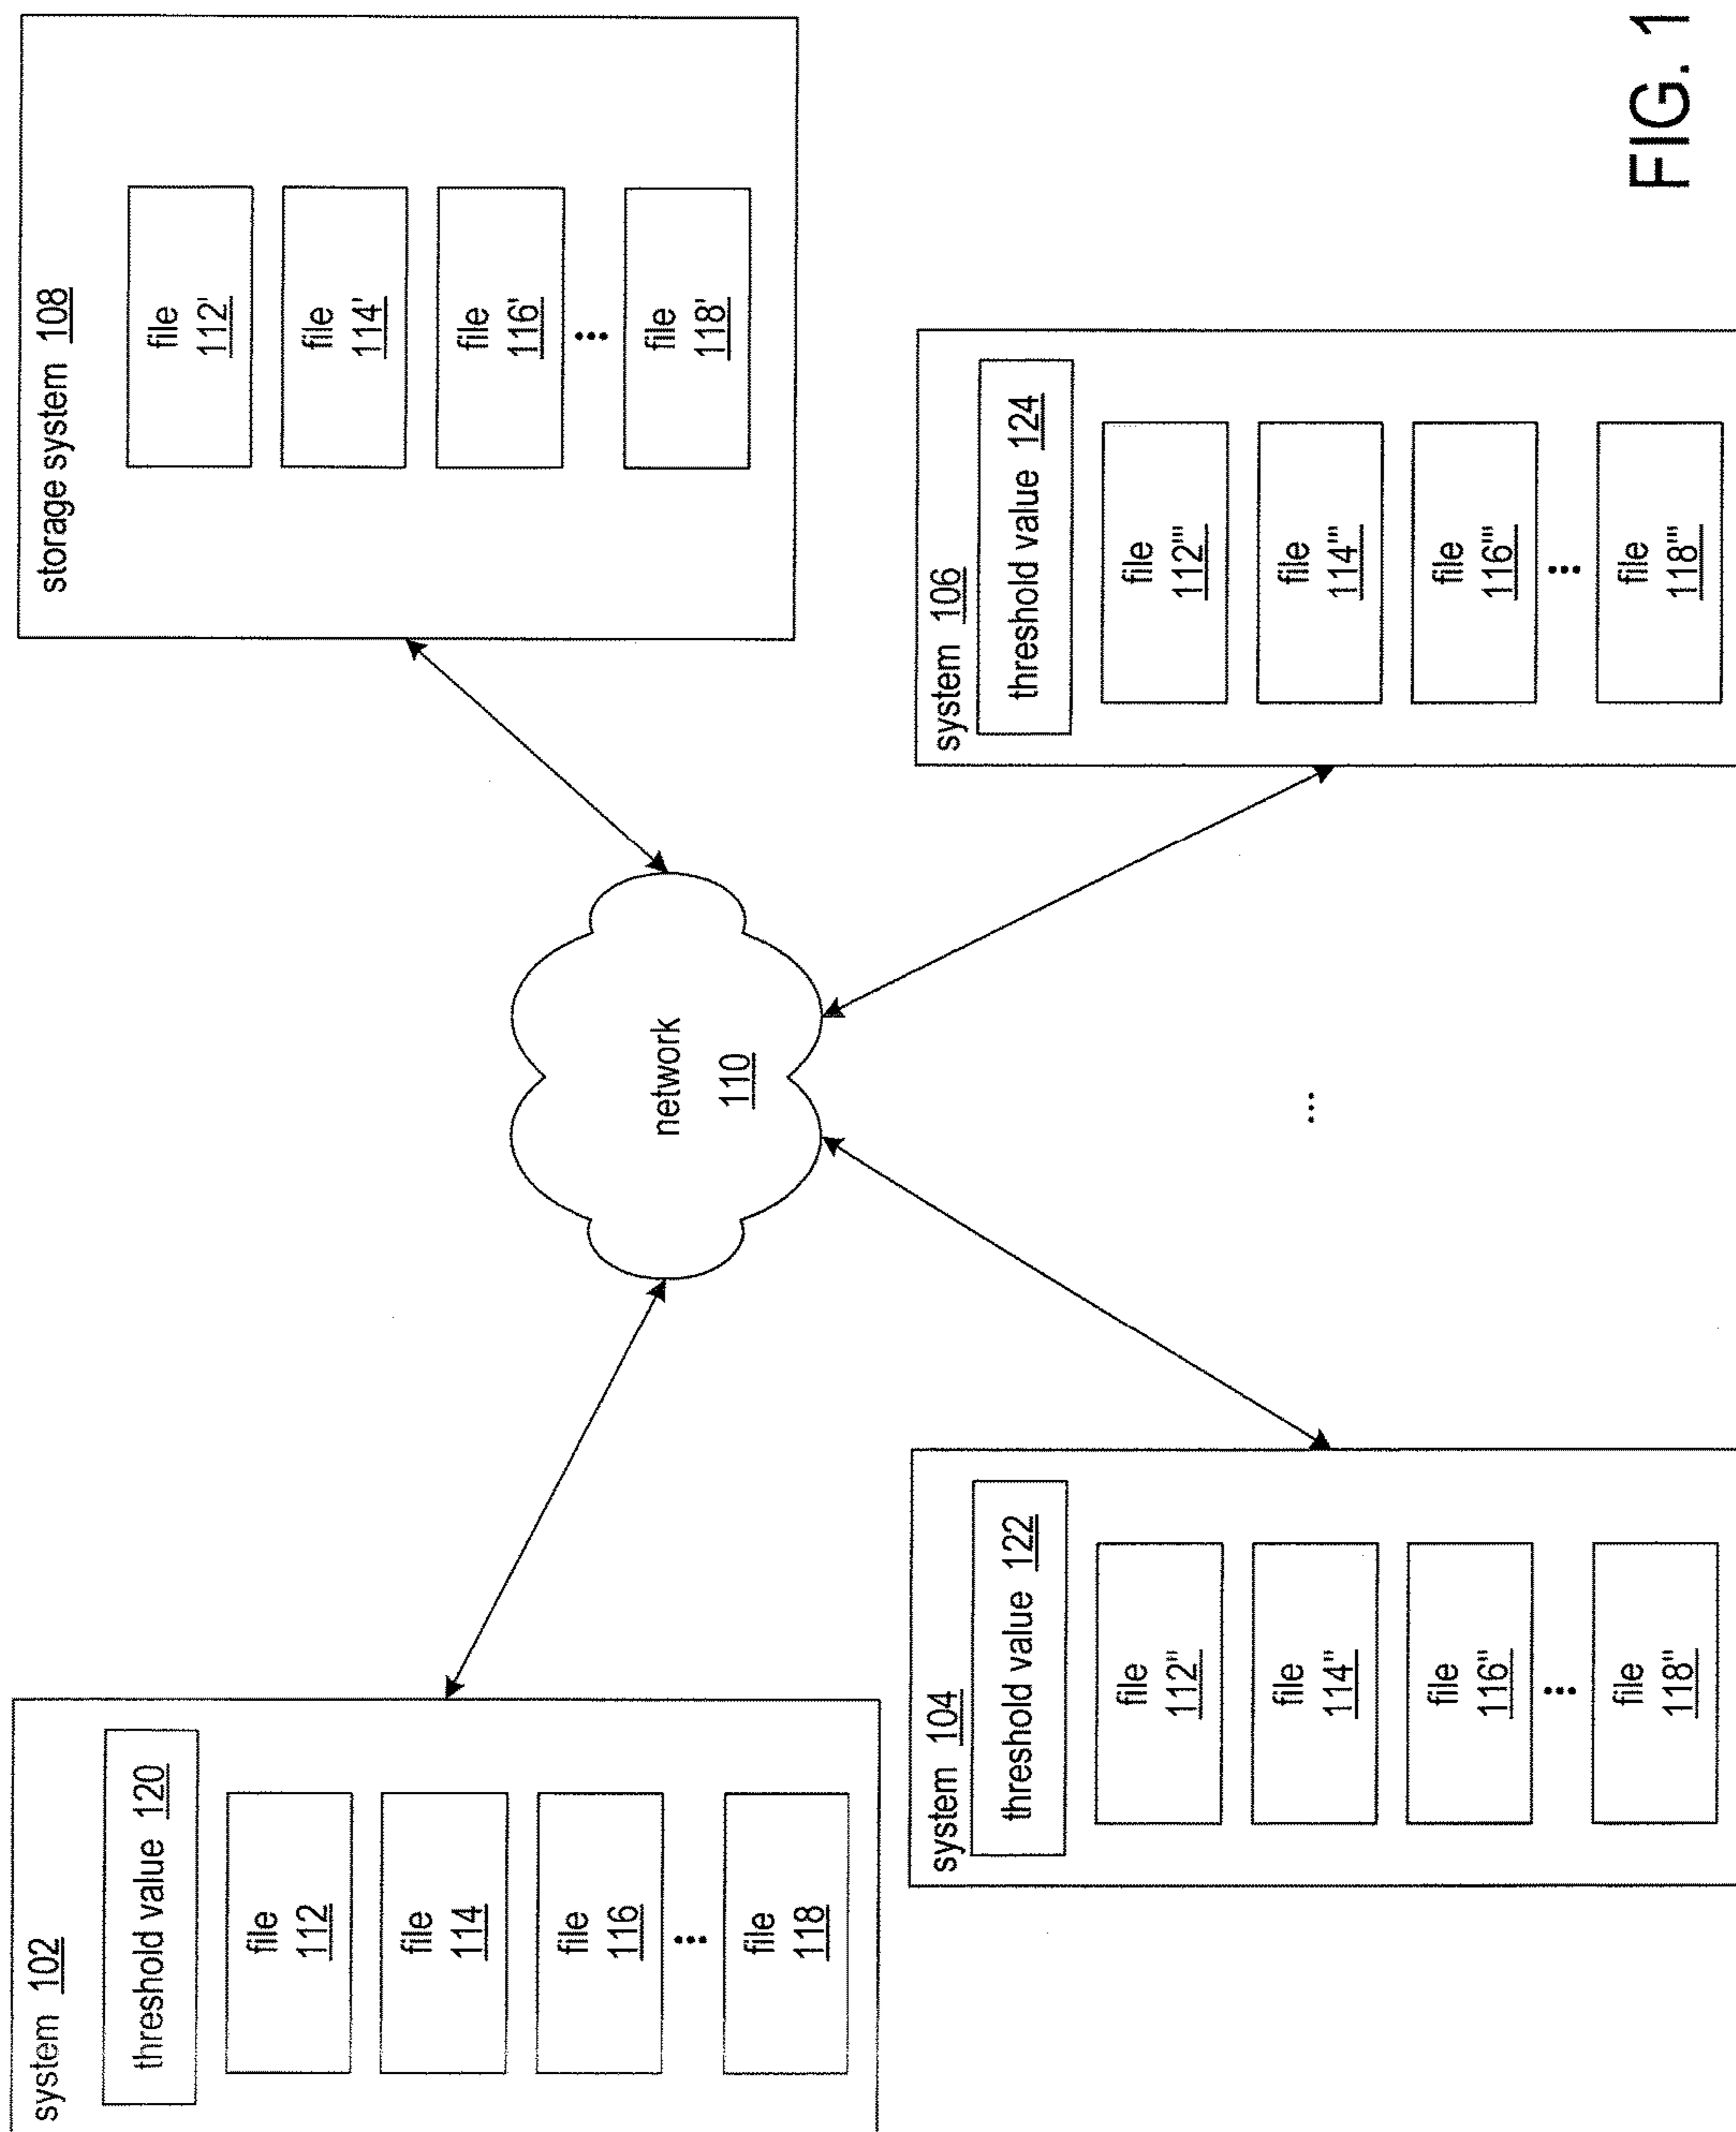 system 102
threshold value 120
file
112
file
114
file
116
...
file
118
storage system 108
file
112'
file
114'
file
116'
...
file
118'
network
110
system 104
threshold value 122
file
112"
file
114"
file
116"
...
file
118"
...
system 106
threshold value 124
file
112'"
file
114'"
file
116'"
...
file
118'"
FIG. 1